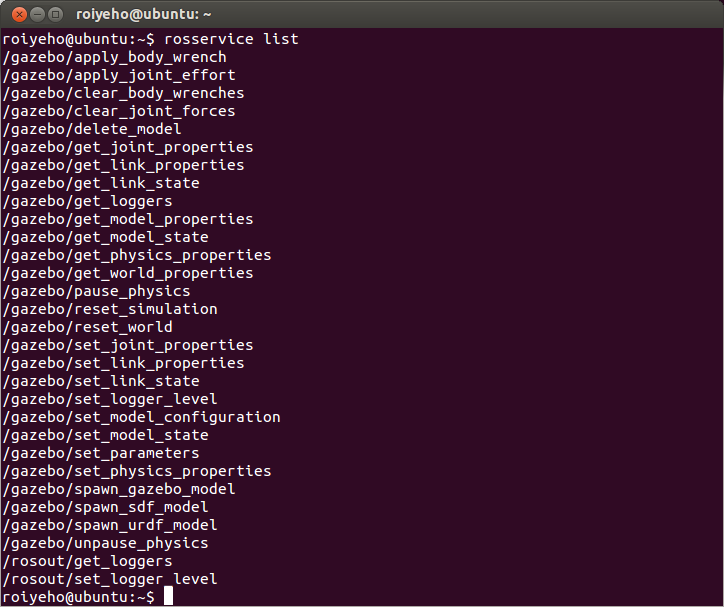 roiyeho@ubuntu: ~
roiyeho@ubuntu:~$ rosservice list
/gazebo/apply_body_wrench
/gazebo/apply_joint_effort
/gazebo/clear_body_wrenches
/gazebo/clear_joint_forces
/gazebo/delete_model
/gazebo/get_joint_properties
/gazebo/get_link_properties
/gazebo/get_link_state
/gazebo/get_loggers
/gazebo/get_model_properties
/gazebo/get_model_state
/gazebo/get_physics_properties
/gazebo/get_world_properties
/gazebo/pause_physics
/gazebo/reset_simulation
/gazebo/reset_world
/gazebo/set_joint_properties
/gazebo/set_link_properties
/gazebo/set_link_state
/gazebo/set_logger_level
/gazebo/set_model_configuration
/gazebo/set_model_state
/gazebo/set_parameters
/gazebo/set_physics_properties
/gazebo/spawn_gazebo_model
/gazebo/spawn_sdf_model
/gazebo/spawn_urdf_model
/gazebo/unpause_physics
/rosout/get_loggers
/rosout/set_logger_level
roiyeho@ubuntu:~$